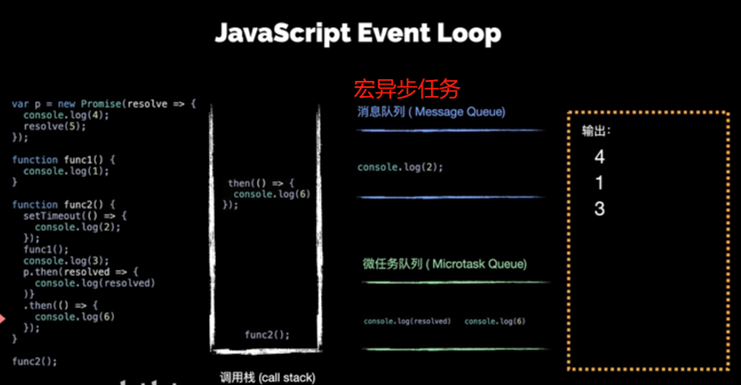 JavaScript Event Loop
var p = new Promise(resolve => {
console.log(4);
resolve(5);
});
function func1() {
console.log(1);
}
function func2() {
setTimeout(() => {
console.log(2);
});
func1();
console.log(3);
p.then(resolved => {
console.log(resolved)
)}
.then(() => {
console.log(6)
});
}
func2();
then(() => {
console.log(6)
});
func2();
调用栈 (call stack)
宏异步任务
消息队列 ( Message Queue)
console.log(2);
微任务队列 ( Microtask Queue)
console.log(resolved) console.log(6)
输出:
4
1
3